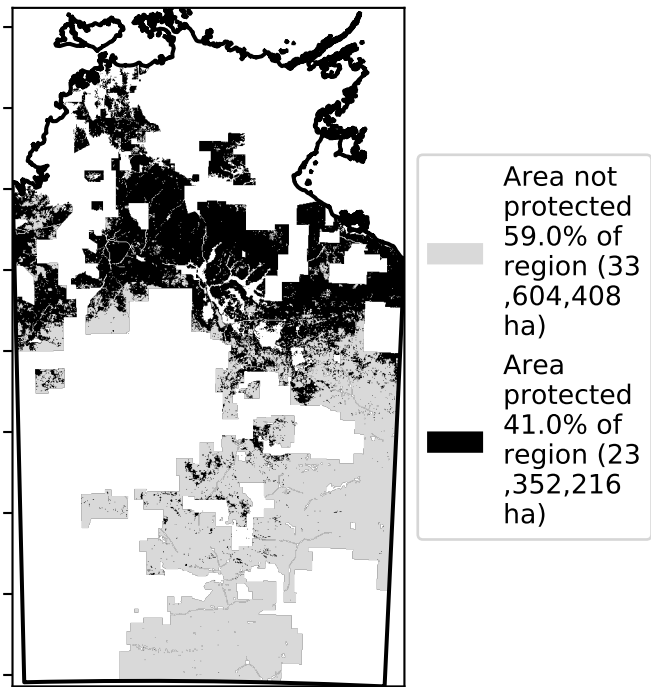 Area not
protected
59.0% of
region (33
,604,408
ha)
Area
protected
41.0% of
region (23
,352,216
ha)